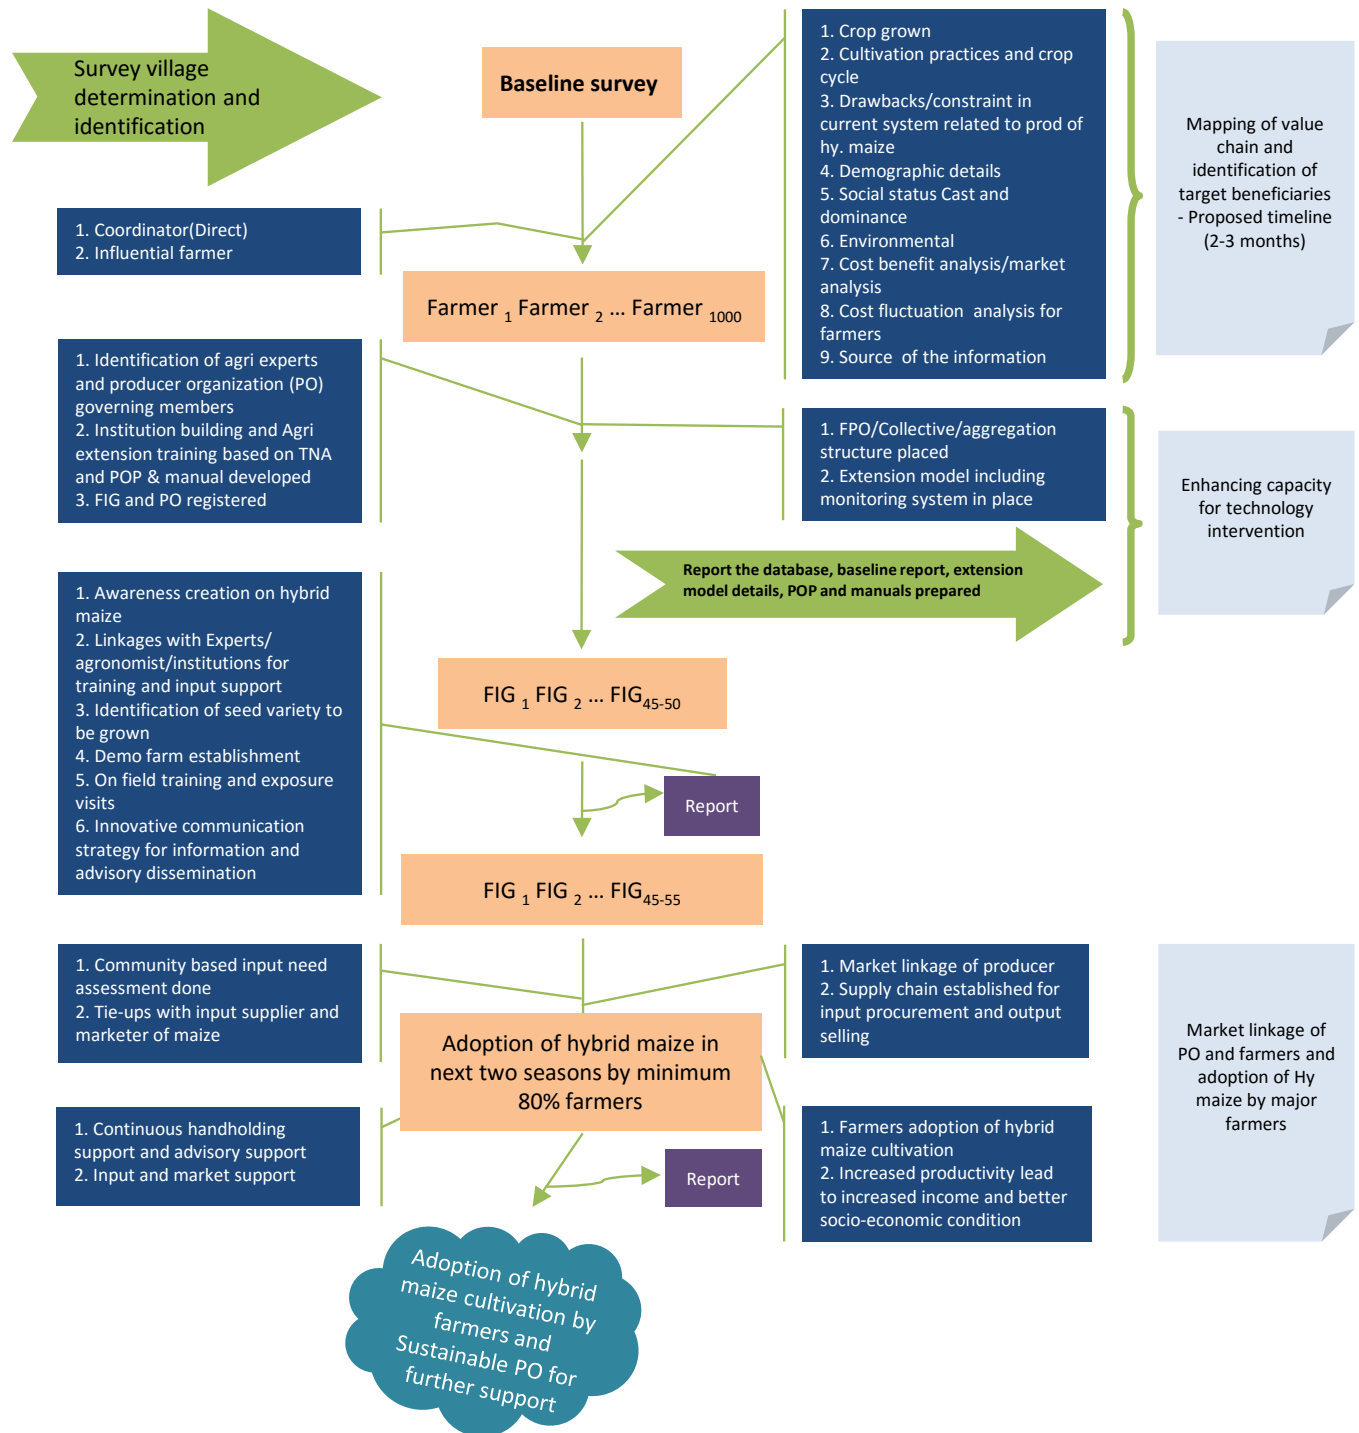 Survey village
determination and
identification
Baseline survey
1. Crop grown
2. Cultivation practices and crop
cycle
3. Drawbacks/constraint in
current system related to prod of
hy. maize
4. Demographic details
5. Social status Cast and
dominance
6. Environmental
7. Cost benefit analysis/market
analysis
8. Cost fluctuation analysis for
farmers
9. Source of the information
Mapping of value
chain and
identification of
target beneficiaries
- Proposed timeline
(2-3 months)
1. Coordinator(Direct)
2. Influential farmer
Farmer 1 Farmer 2 ... Farmer 1000
1. Identification of agri experts
and producer organization (PO)
governing members
2. Institution building and Agri
extension training based on TNA
and POP & manual developed
3. FIG and PO registered
1. FPO/Collective/aggregation
structure placed
2. Extension model including
monitoring system in place
Enhancing capacity
for technology
intervention
Report the database, baseline report, extension
model details, POP and manuals prepared
1. Awareness creation on hybrid
maize
2. Linkages with Experts/
agronomist/institutions for
training and input support
3. Identification of seed variety to
be grown
4. Demo farm establishment
5. On field training and exposure
visits
6. Innovative communication
strategy for information and
advisory dissemination
FIG 1 FIG 2 ... FIG45-50
Report
FIG 1 FIG 2 ... FIG45-55
1. Community based input need
assessment done
2. Tie-ups with input supplier and
marketer of maize
1. Market linkage of producer
2. Supply chain established for
input procurement and output
selling
Adoption of hybrid maize in
next two seasons by minimum
80% farmers
Market linkage of
PO and farmers and
adoption of Hy
maize by major
farmers
1. Continuous handholding
support and advisory support
2. Input and market support
Report
1. Farmers adoption of hybrid
maize cultivation
2. Increased productivity lead
to increased income and better
socio-economic condition
Adoption of hybrid
maize cultivation by
farmers and
Sustainable PO for
further support